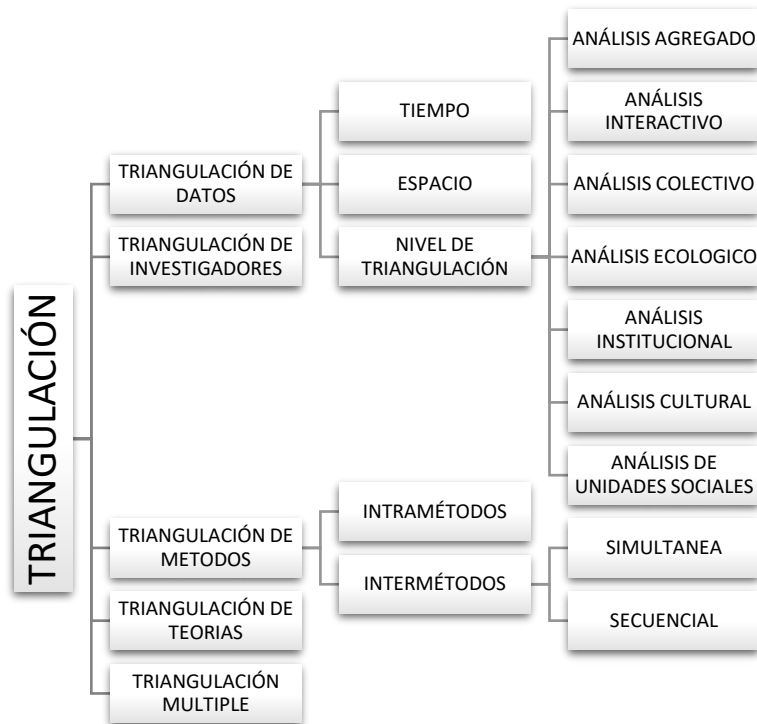 TRIANGULACIÓN
TRIANGULACIÓN DE
DATOS
TIEMPO
ESPACIO
NIVEL DE
TRIANGULACIÓN
ANÁLISIS AGREGADO
ANÁLISIS
INTERACTIVO
ANÁLISIS COLECTIVO
ANÁLISIS ECOLOGICO
ANÁLISIS
INSTITUCIONAL
ANÁLISIS CULTURAL
ANÁLISIS DE
UNIDADES SOCIALES
TRIANGULACIÓN DE
INVESTIGADORES
TRIANGULACIÓN DE
METODOS
INTRAMÉTODOS
INTERMÉTODOS
SIMULTANEA
SECUENCIAL
TRIANGULACIÓN DE
TEORIAS
TRIANGULACIÓN
MULTIPLE